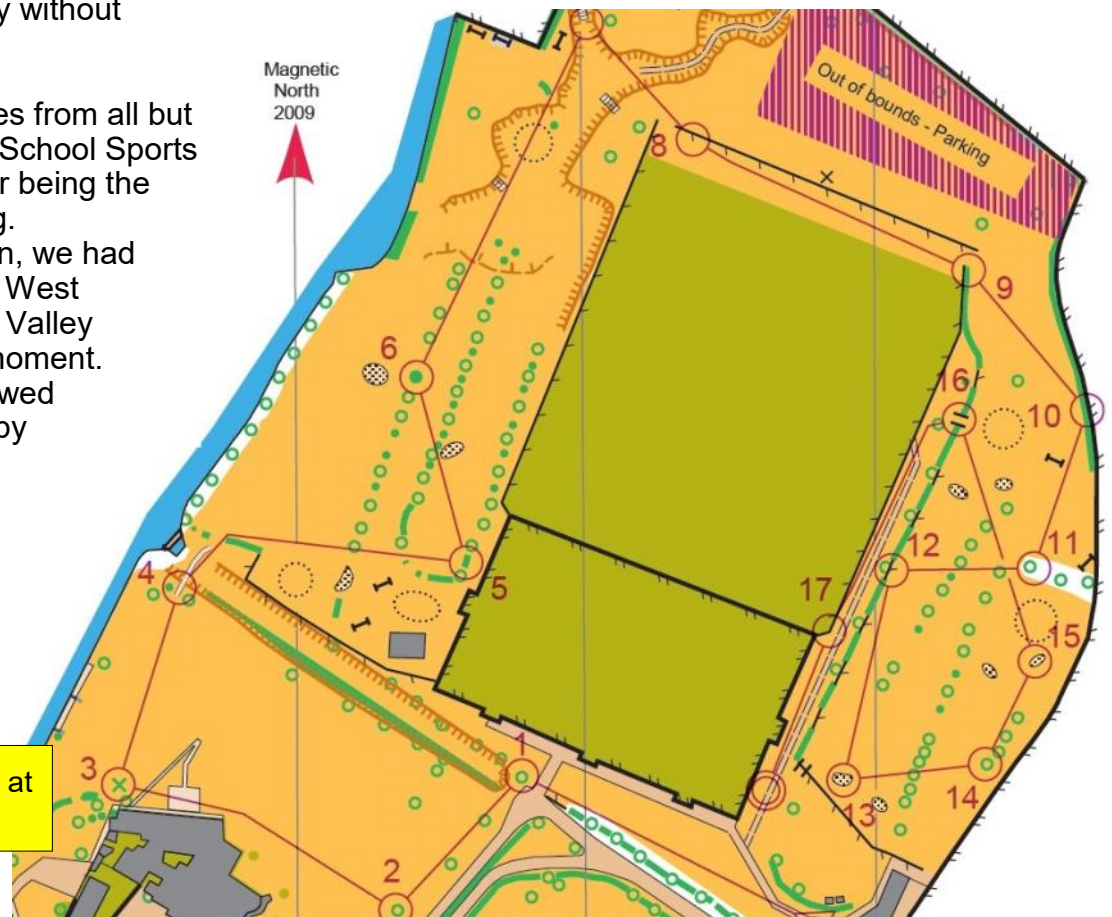 y without
es from all but
School Sports
r being the
g.
n, we had
West
Valley
noment.
wed
by
at
Magnetic
North
2009
Out of bounds - Parking
8
9
6
16
10
12
11
4
5
17
15
3
1
13
14
2